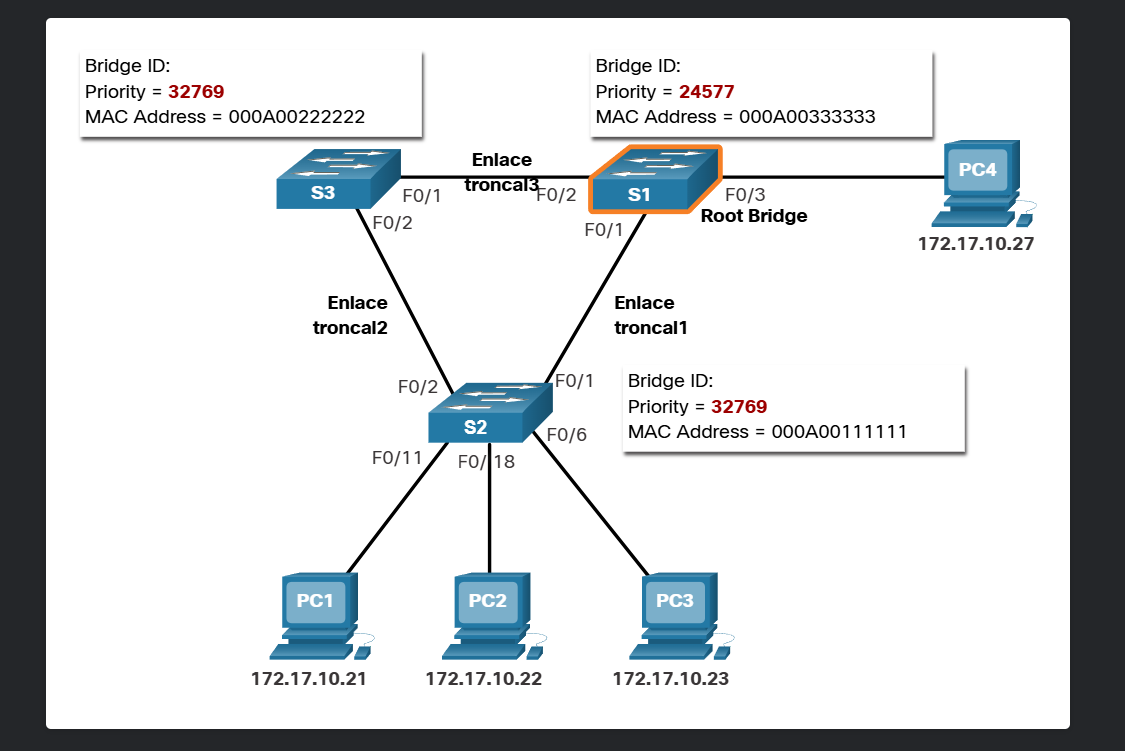 Bridge ID:
Priority = 32769
MAC Address = 000A00222222
Bridge ID:
Priority = 24577
MAC Address = 000A00333333
Enlace
troncal3
S3
F0/1
F0/2
F0/2
S1
F0/3
Root Bridge
F0/1
PC4
172.17.10.27
Enlace
troncal2
Enlace
troncal1
F0/2
F0/1
Bridge ID:
Priority = 32769
MAC Address = 000A00111111
S2
F0/6
F0/11
F0/18
PC1
PC2
PC3
172.17.10.21
172.17.10.22
172.17.10.23